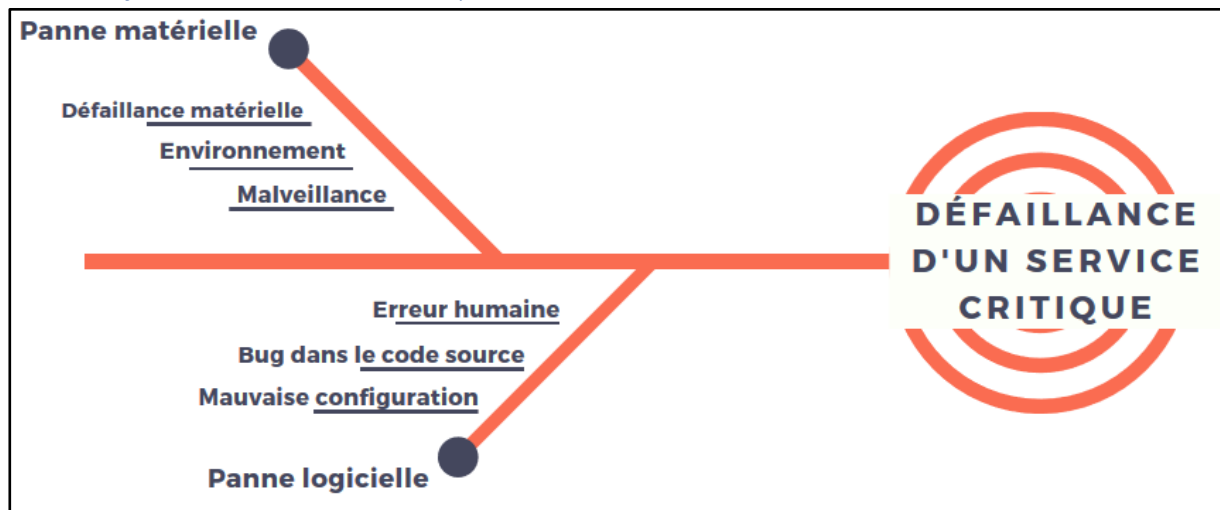 Panne matérielle
Défaillance matérielle
Environnement
Malveillance
DÉFAILLANCE
D'UN SERVICE
CRITIQUE
Erreur humaine
Bug dans le code source
Mauvaise configuration
Panne logicielle